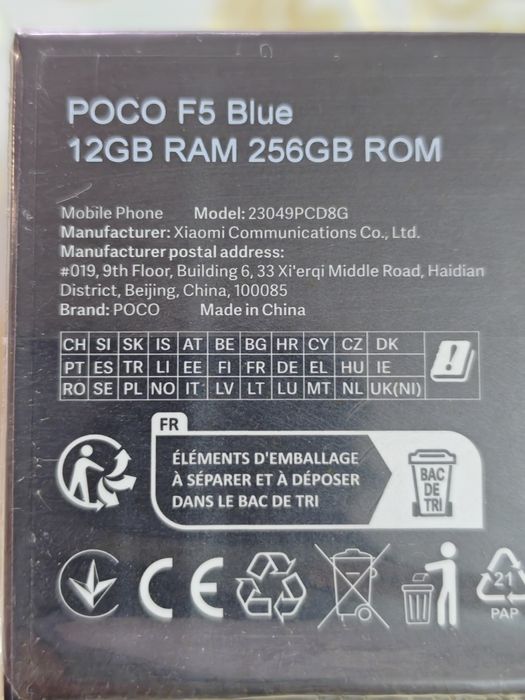 POCO F5 Blue
12GB RAM 256GB ROM
Mobile Phone Model: 23049PCD8G
Manufacturer: Xiaomi Communications Co., Ltd.
Manufacturer postal address:
#019, 9th Floor, Building 6, 33 Xi'erqi Middle Road, Haidian
District, Beijing, China, 100085
Brand: POCO Made in China
CH SI SK IS AT BE BG HR CY CZ DK
PT ES TR LI EE FI FR DE EL HU IE
RO SE PL NO IT LV LT LU MT NL UK(NI)
FR
ÉLÉMENTS D'EMBALLAGE
À SÉPARER ET À DÉPOSER
DANS LE BAC DE TRI
BAC
DE
TRI
CE
21
PAP